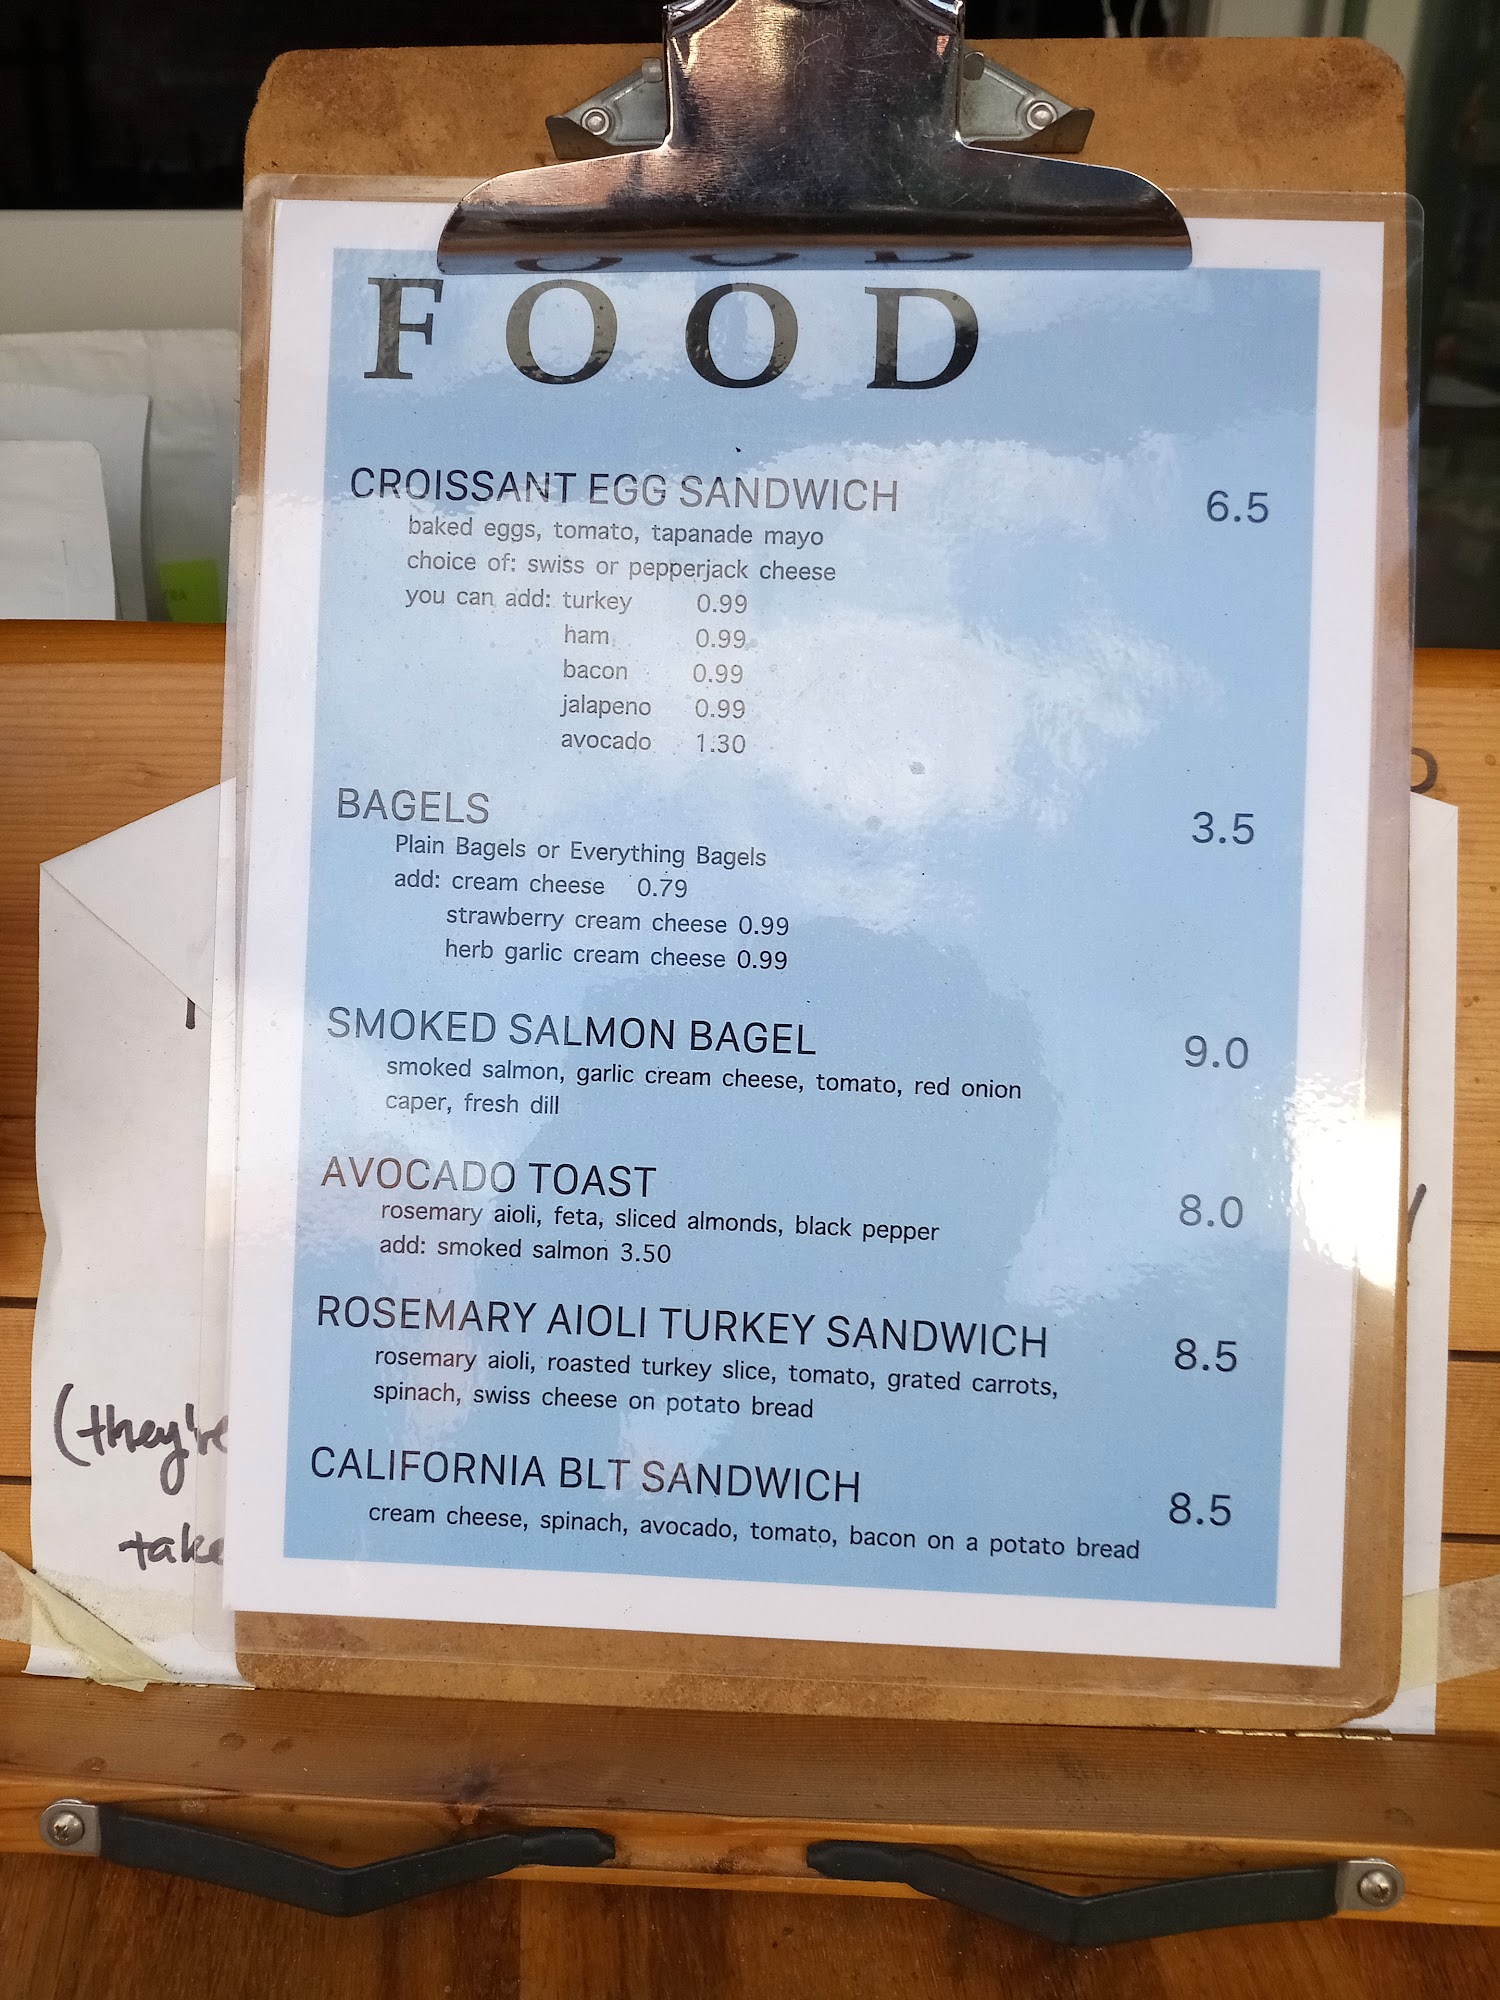 FOOD
CROISSANT EGG SANDWICH 6.5
baked eggs, tomato, tapanade mayo
choice of: swiss or pepperjack cheese
you can add: turkey 0.99
ham 0.99
bacon 0.99
jalapeno 0.99
avocado 1.30
BAGELS 3.5
Plain Bagels or Everything Bagels
add: cream cheese 0.79
strawberry cream cheese 0.99
herb garlic cream cheese 0.99
SMOKED SALMON BAGEL 9.0
smoked salmon, garlic cream cheese, tomato, red onion
caper, fresh dill
AVOCADO TOAST 8.0
rosemary aioli, feta, sliced almonds, black pepper
add: smoked salmon 3.50
ROSEMARY AIOLI TURKEY SANDWICH 8.5
rosemary aioli, roasted turkey slice, tomato, grated carrots,
spinach, swiss cheese on potato bread
CALIFORNIA BLT SANDWICH 8.5
cream cheese, spinach, avocado, tomato, bacon on a potato bread
(they're
take